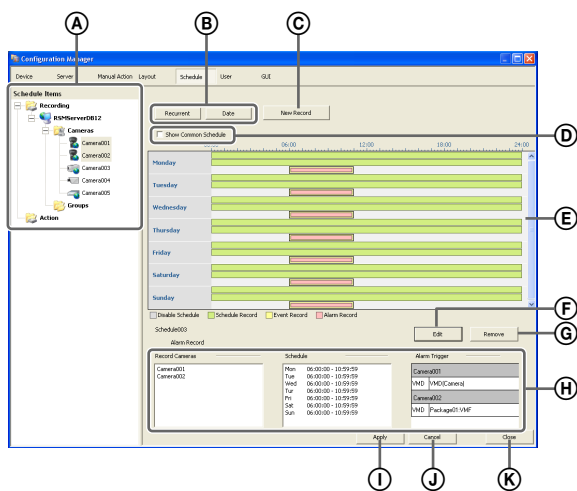 A
B
C
Configuration Manager
Device Server Manual Action Layout Schedule User GUI
Schedule Items
Recording
RSMServerDB12
Cameras
Camera001
Camera002
Camera003
Camera004
Camera005
Groups
Action
Recurrent Date New Record
Show Common Schedule
D
06:00 12:00 18:00 24:00
Monday
Tuesday
Wednesday
Thursday
Friday
Saturday
Sunday
E
Disable Schedule Schedule Record Event Record Alarm Record
F
Schedule003
Edit Remove
G
Alarm Record
Record Cameras
Camera001
Camera002
Schedule
Mon 06:00:00 - 10:59:59
Tue 06:00:00 - 10:59:59
Wed 06:00:00 - 10:59:59
Tur 06:00:00 - 10:59:59
Fri 06:00:00 - 10:59:59
Sat 06:00:00 - 10:59:59
Sun 06:00:00 - 10:59:59
Alarm Trigger
Camera001
VMD VMD(Camera)
Camera002
VMD Package01:VMF
H
Apply Cancel Close
I
J
K